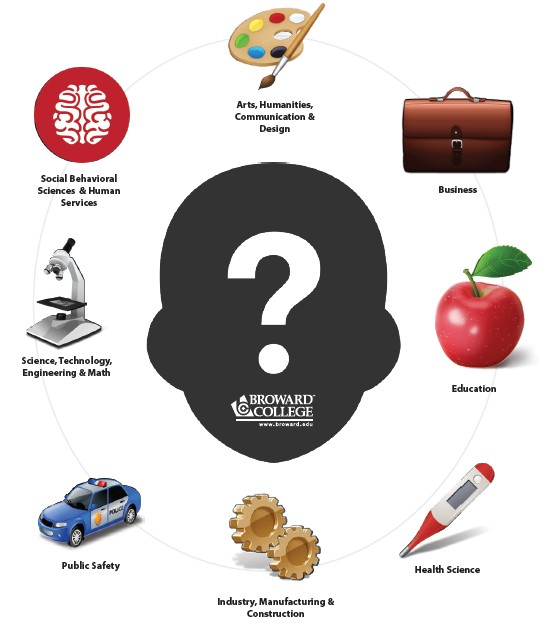 Arts, Humanities,
Communication &
Design
Business
Education
Health Science
Industry, Manufacturing &
Construction
Public Safety
POLICE
Science, Technology,
Engineering & Math
Social Behavioral
Sciences & Human
Services
?
BROWARD™
COLLEGE
www.broward.edu